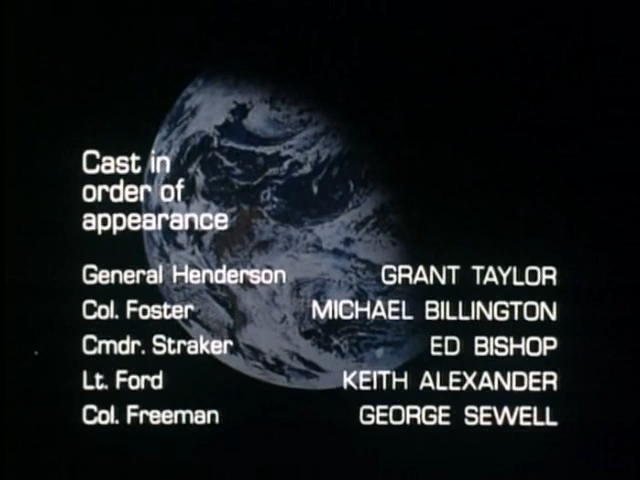 Cast in
order of
appearance
General Henderson GRANT TAYLOR
Col. Foster MICHAEL BILLINGTON
Cmdr. Straker ED BISHOP
Lt. Ford KEITH ALEXANDER
Col. Freeman GEORGE SEWELL